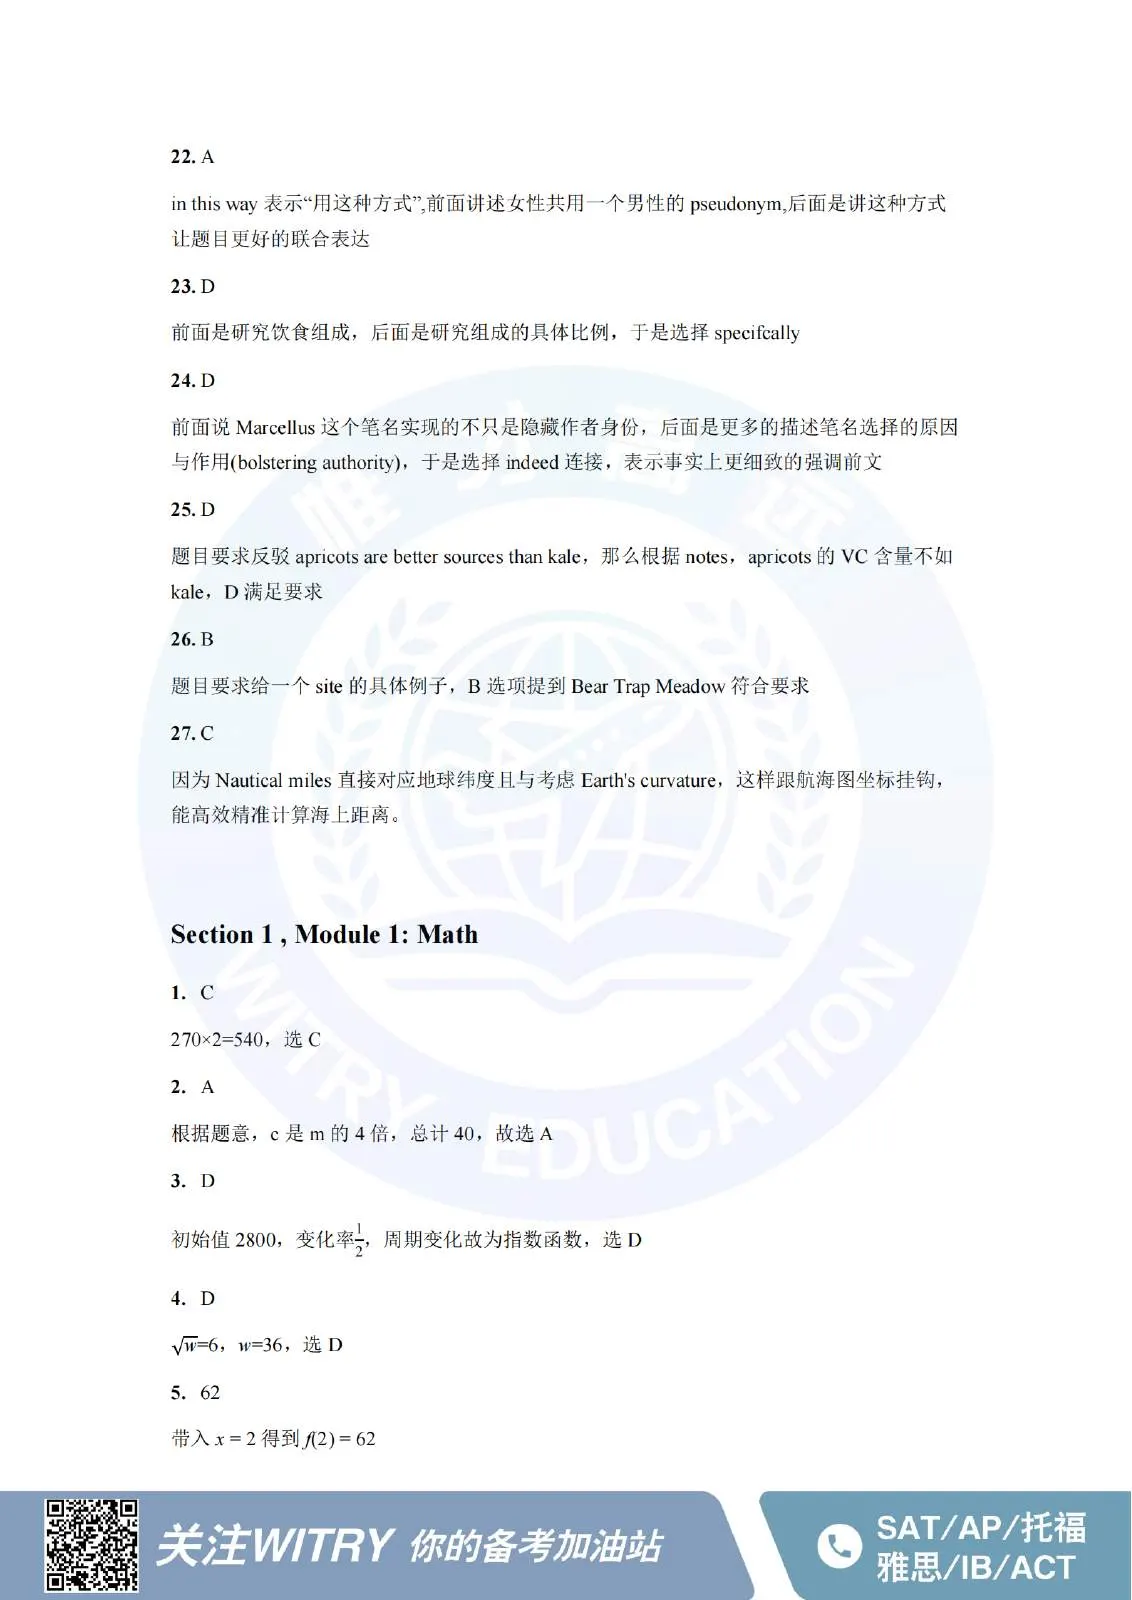 22. A
in this way 表示“用这种方式”,前面讲述女性共用一个男性的 pseudonym,后面是讲这种方式
让题目更好的联合表达
23. D
前面是研究饮食组成，后面是研究组成的具体比例，于是选择 specifcally
24. D
前面说 Marcellus 这个笔名实现的不只是隐藏作者身份，后面是更多的描述笔名选择的原因
与作用(bolstering authority)，于是选择 indeed 连接，表示事实上更细致的强调前文
25. D
题目要求反驳 apricots are better sources than kale，那么根据 notes，apricots 的 VC 含量不如
kale，D 满足要求
26. B
题目要求给一个 site 的具体例子，B 选项提到 Bear Trap Meadow 符合要求
27. C
因为 Nautical miles 直接对应地球纬度且与考虑 Earth's curvature，这样跟航海图坐标挂钩，
能高效精准计算海上距离。
Section 1 , Module 1: Math
1. C
270×2=540，选 C
2. A
根据题意，c 是 m 的 4 倍，总计 40，故选 A
3. D
初始值 2800，变化率1/2，周期变化故为指数函数，选 D
4. D
√w=6，w=36，选 D
5. 62
带入 x = 2 得到 f(2) = 62
惟世高远
WITRY EDUCATION
关注WITRY 你的备考加油站
SAT/AP/托福
雅思/IB/ACT